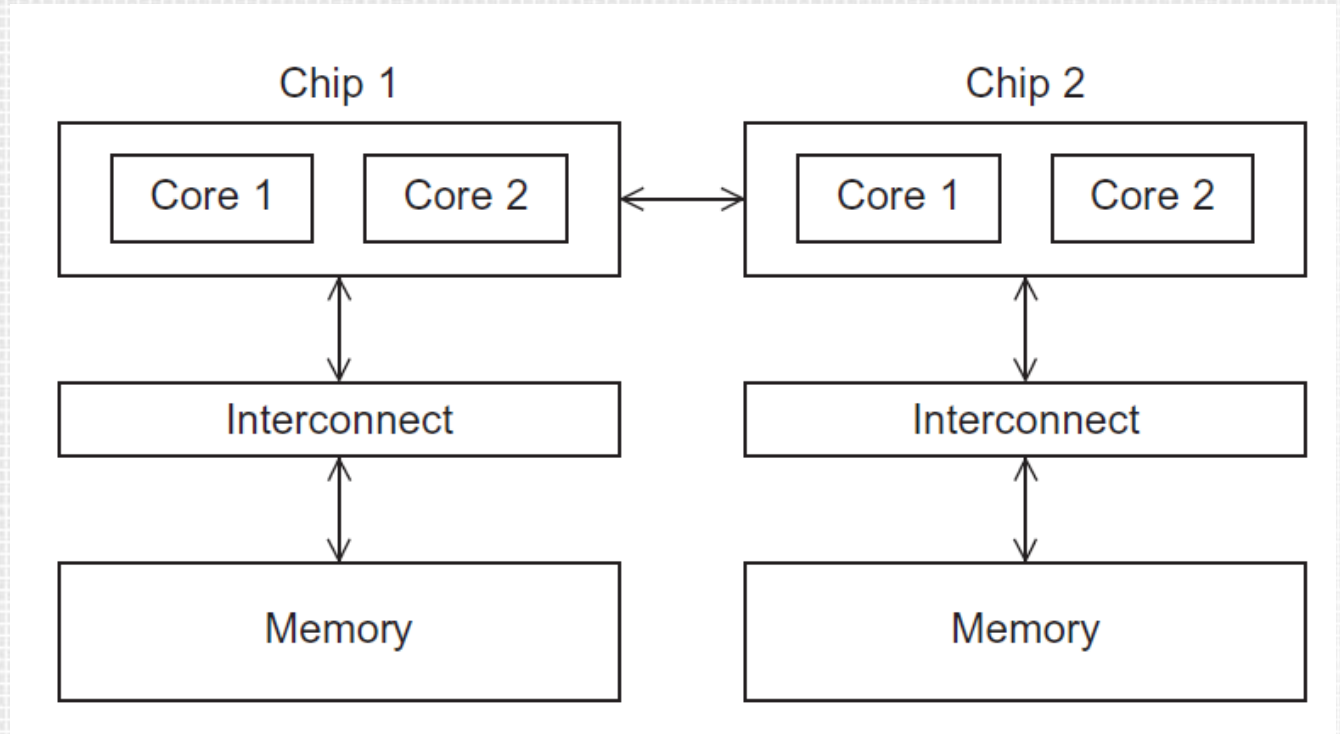 Chip 1
Chip 2
Core 1
Core 2
Core 1
Core 2
Interconnect
Interconnect
Memory
Memory